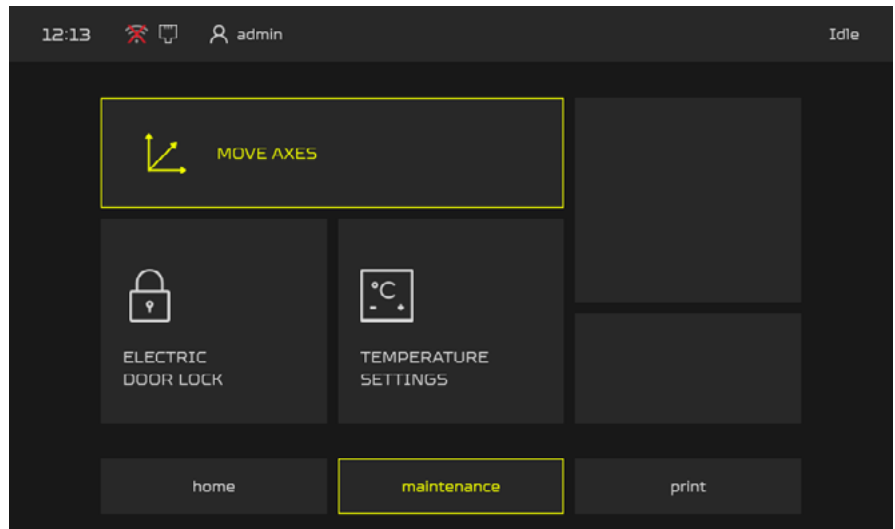 12:13
admin
Idle
MOVE AXES
°C
- +
ELECTRIC
DOOR LOCK
TEMPERATURE
SETTINGS
home
maintenance
print